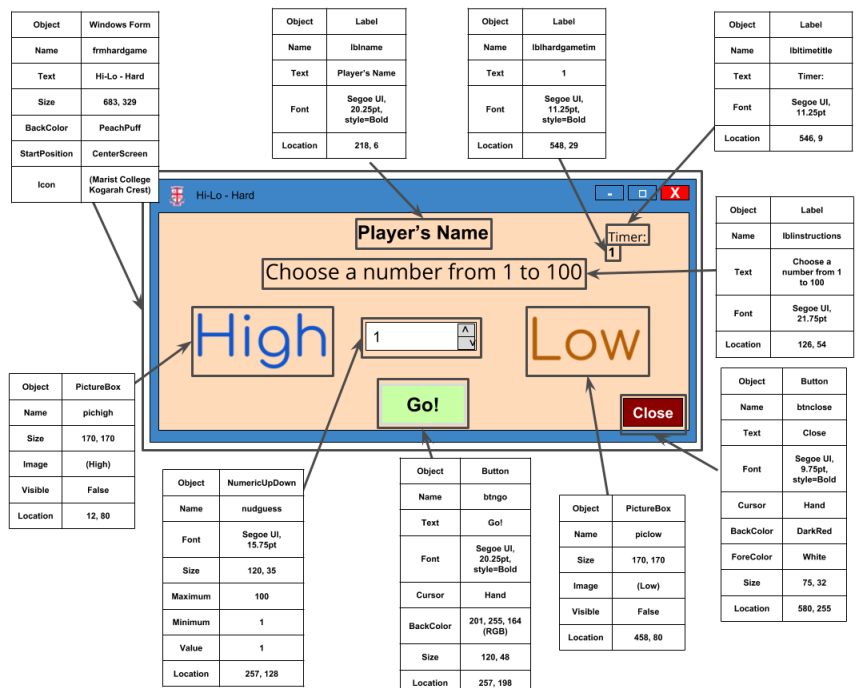 Object Windows Form
Name frmhardgame
Text Hi-Lo - Hard
Size 683, 329
BackColor PeachPuff
StartPosition CenterScreen
Icon (Marist College
Kogarah Crest)
Object Label
Name lblname
Text Player's Name
Font Segoe UI,
20.25pt,
style=Bold
Location 218, 6
Object Label
Name lblhardgametim
Text 1
Font Segoe UI,
11.25pt,
style=Bold
Location 548, 29
Object Label
Name lbltimetitle
Text Timer:
Font Segoe UI,
11.25pt
Location 546, 9
Hi-Lo - Hard
- □ X
Player's Name
Timer:
1
Choose a number from 1 to 100
High
1
^
v
Low
Go!
Close
Object Label
Name lblinstructions
Text Choose a
number from 1
to 100
Font Segoe UI,
21.75pt
Location 126, 54
Object PictureBox
Name pichigh
Size 170, 170
Image (High)
Visible False
Location 12, 80
Object NumericUpDown
Name nudguess
Font Segoe UI,
15.75pt
Size 120, 35
Maximum 100
Minimum 1
Value 1
Location 257, 128
Object Button
Name btngo
Text Go!
Font Segoe UI,
20.25pt,
style=Bold
Cursor Hand
BackColor 201, 255, 164
(RGB)
Size 120, 48
Location 257, 198
Object PictureBox
Name piclow
Size 170, 170
Image (Low)
Visible False
Location 458, 80
Object Button
Name btnclose
Text Close
Font Segoe UI,
9.75pt,
style=Bold
Cursor Hand
BackColor DarkRed
ForeColor White
Size 75, 32
Location 580, 255